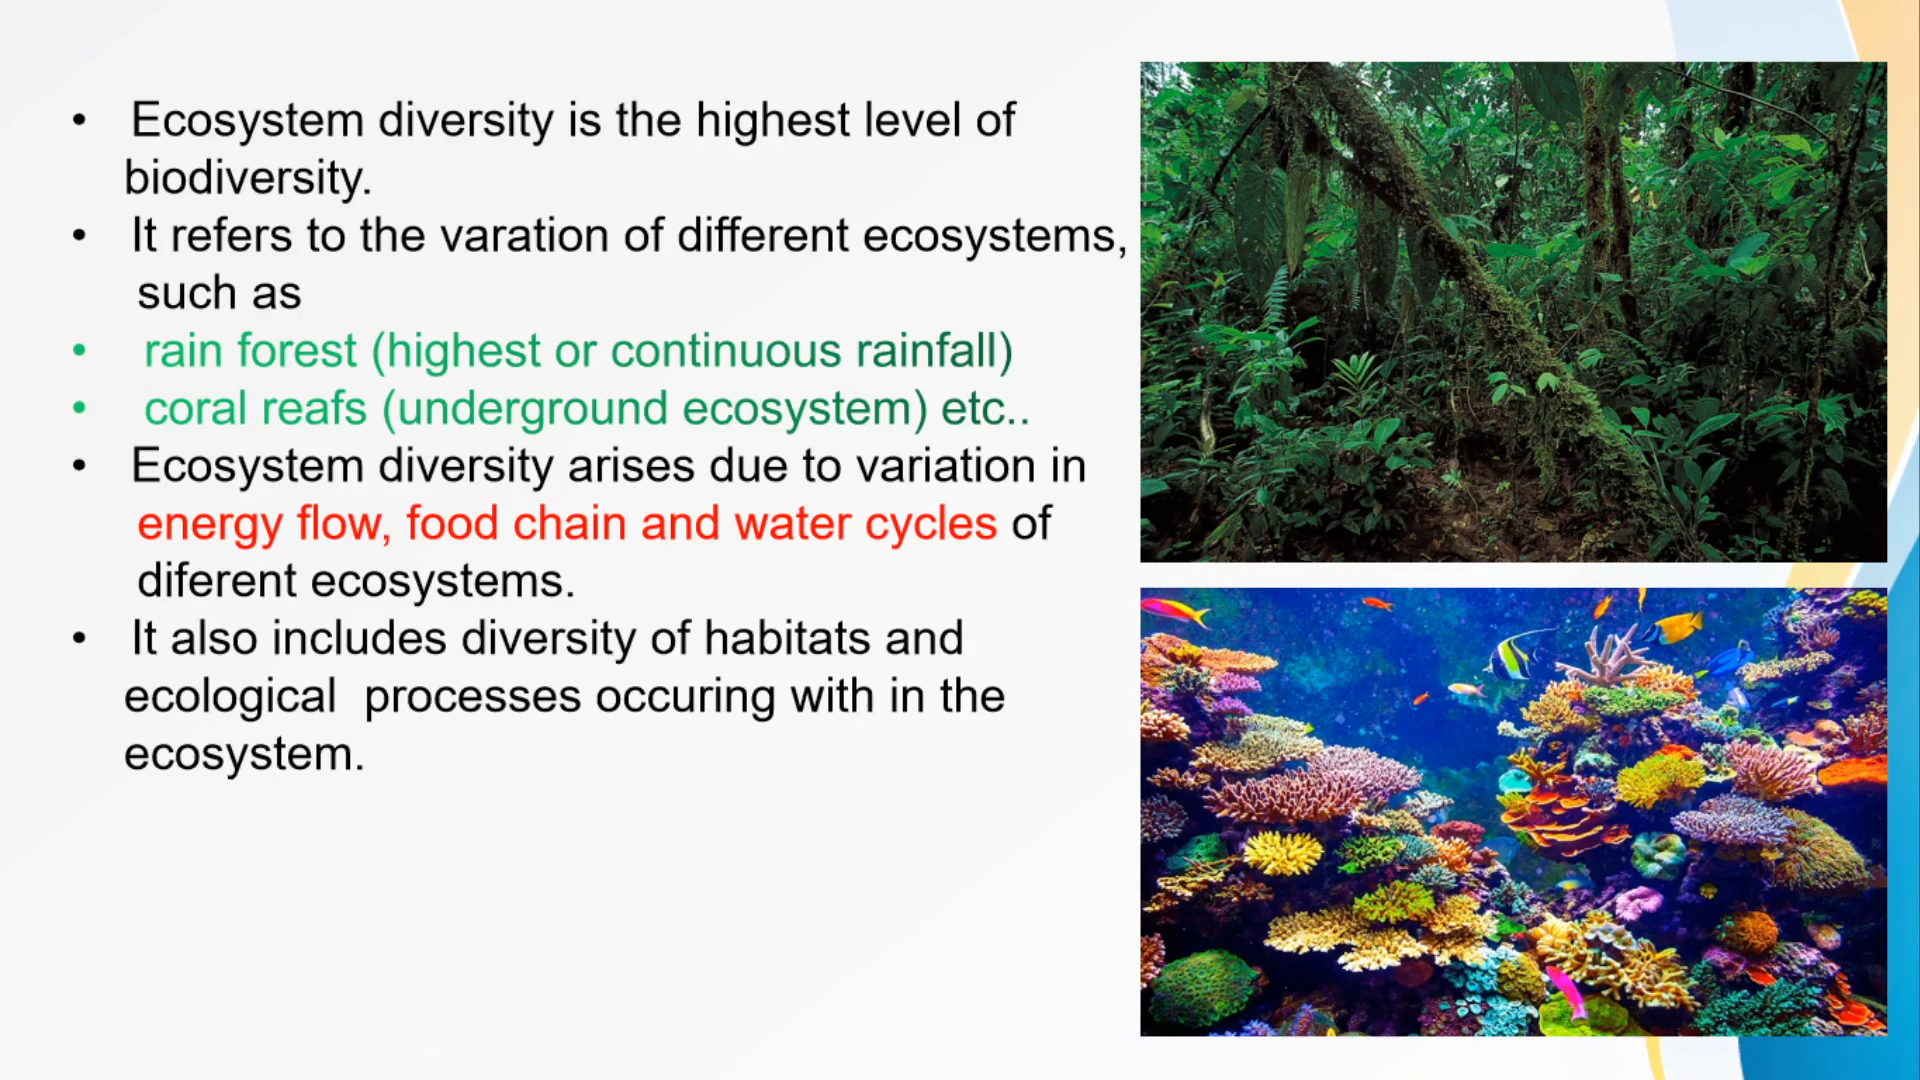 • Ecosystem diversity is the highest level of
biodiversity.
• It refers to the varation of different ecosystems,
such as
• rain forest (highest or continuous rainfall)
• coral reafs (underground ecosystem) etc..
• Ecosystem diversity arises due to variation in
energy flow, food chain and water cycles of
diferent ecosystems.
• It also includes diversity of habitats and
ecological  processes occuring with in the
ecosystem.